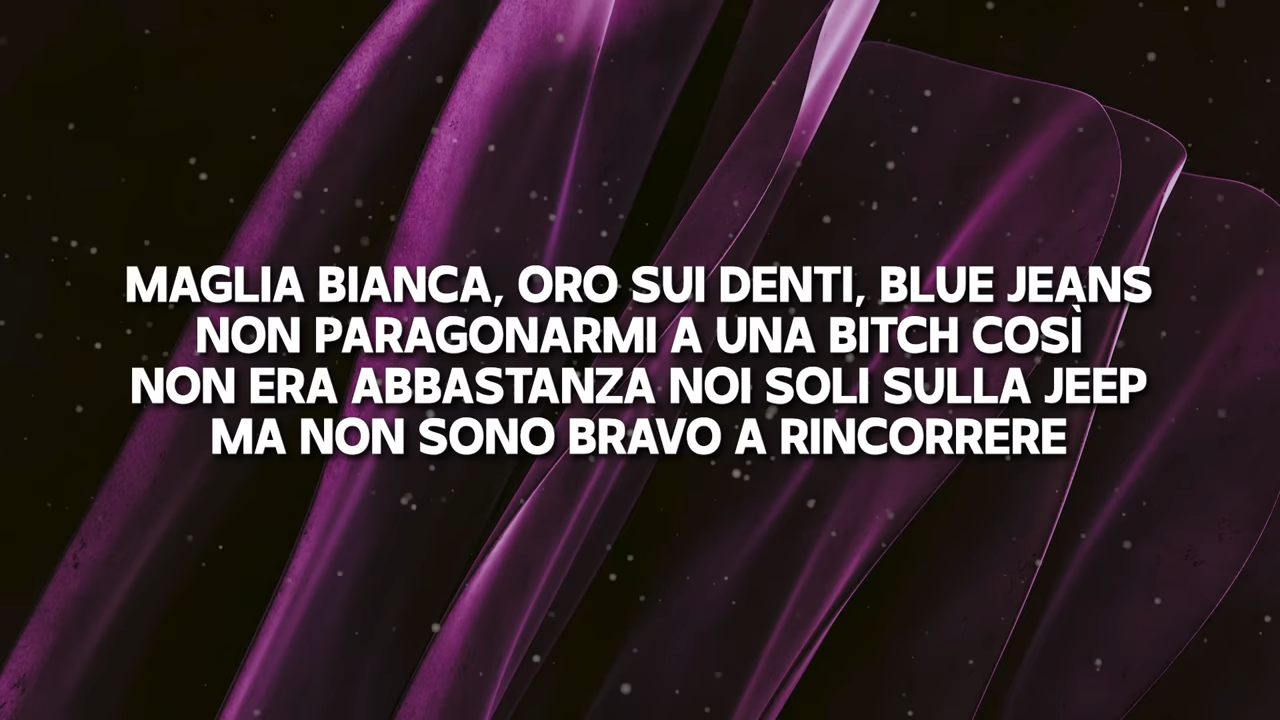 MAGLIA BIANCA, ORO SUI DENTI, BLUE JEANS
NON PARAGONARMI A UNA BITCH COSÌ
NON ERA ABBASTANZA NOI SOLI SULLA JEEP
MA NON SONO BRAVO A RINCORRERE